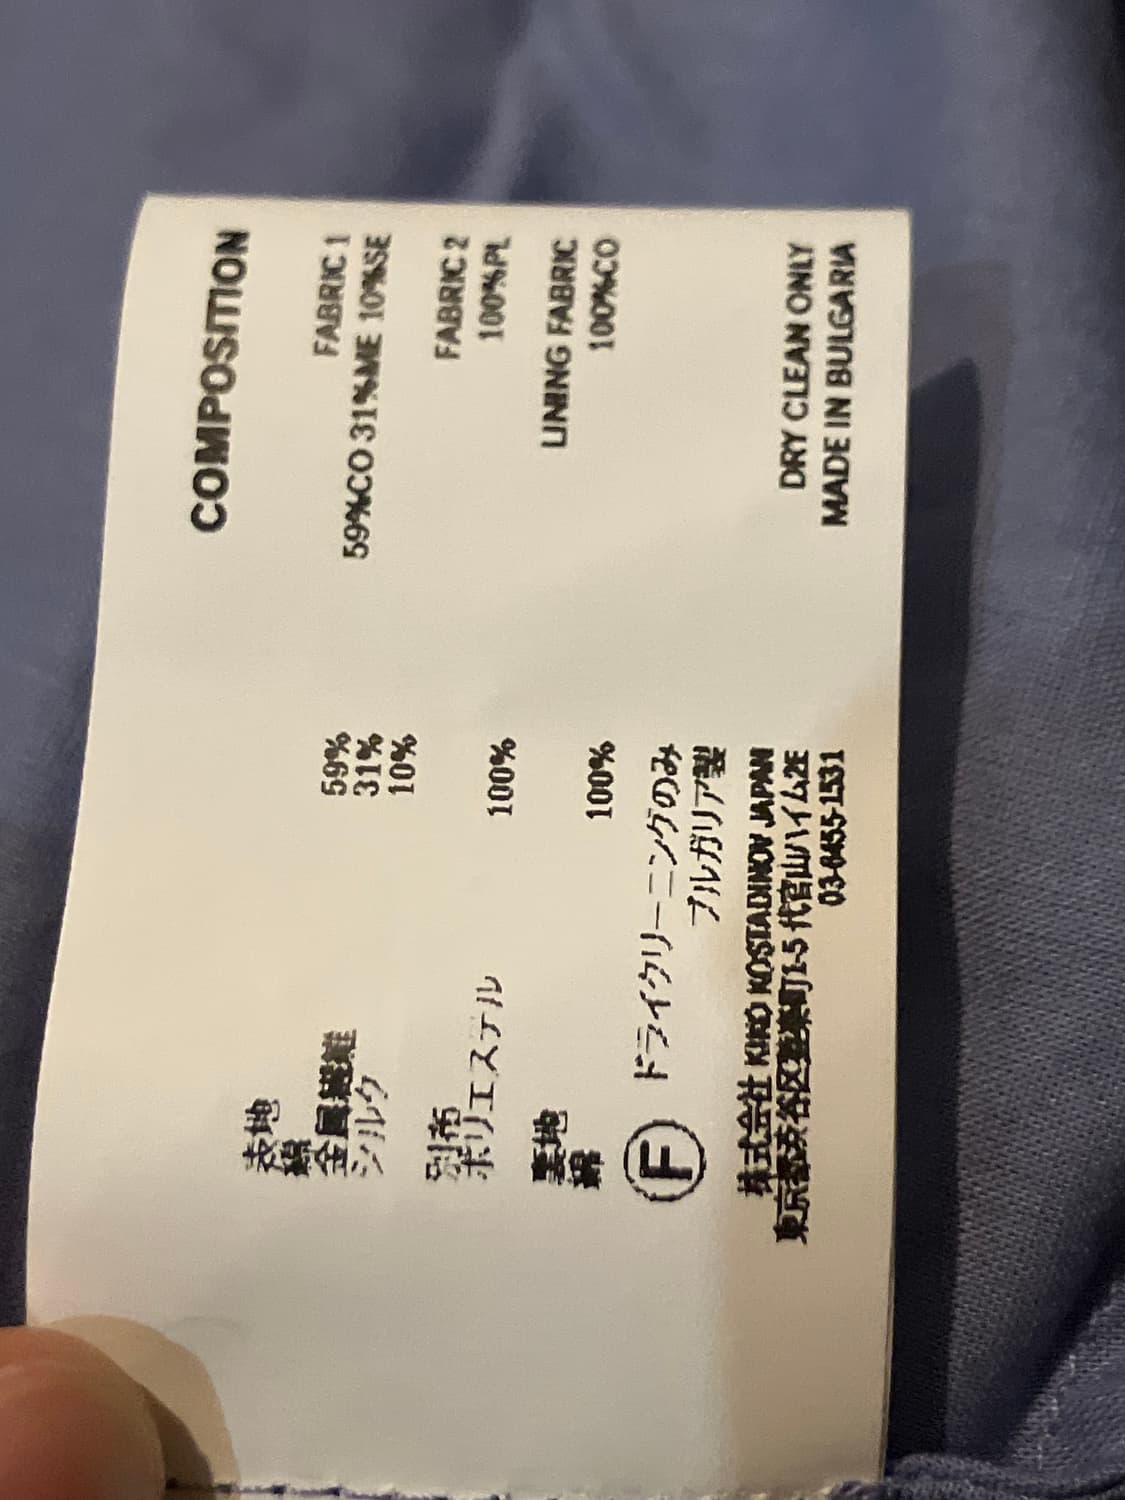 COMPOSITION
FABRIC 1
59%CO 31%ME 10%SE
FABRIC 2
100%PL
LINING FABRIC
100%CO
DRY CLEAN ONLY
MADE IN BULGARIA
表地
綿 59%
金属繊維 31%
シルク 10%
別布
ポリエステル 100%
裏地
綿 100%
F ドライクリーニングのみ
ブルガリア製
株式会社 KIKO KOSTADINOV JAPAN
東京都渋谷区鶯谷町1-5 代官山ハイム2E
03-6455-1531